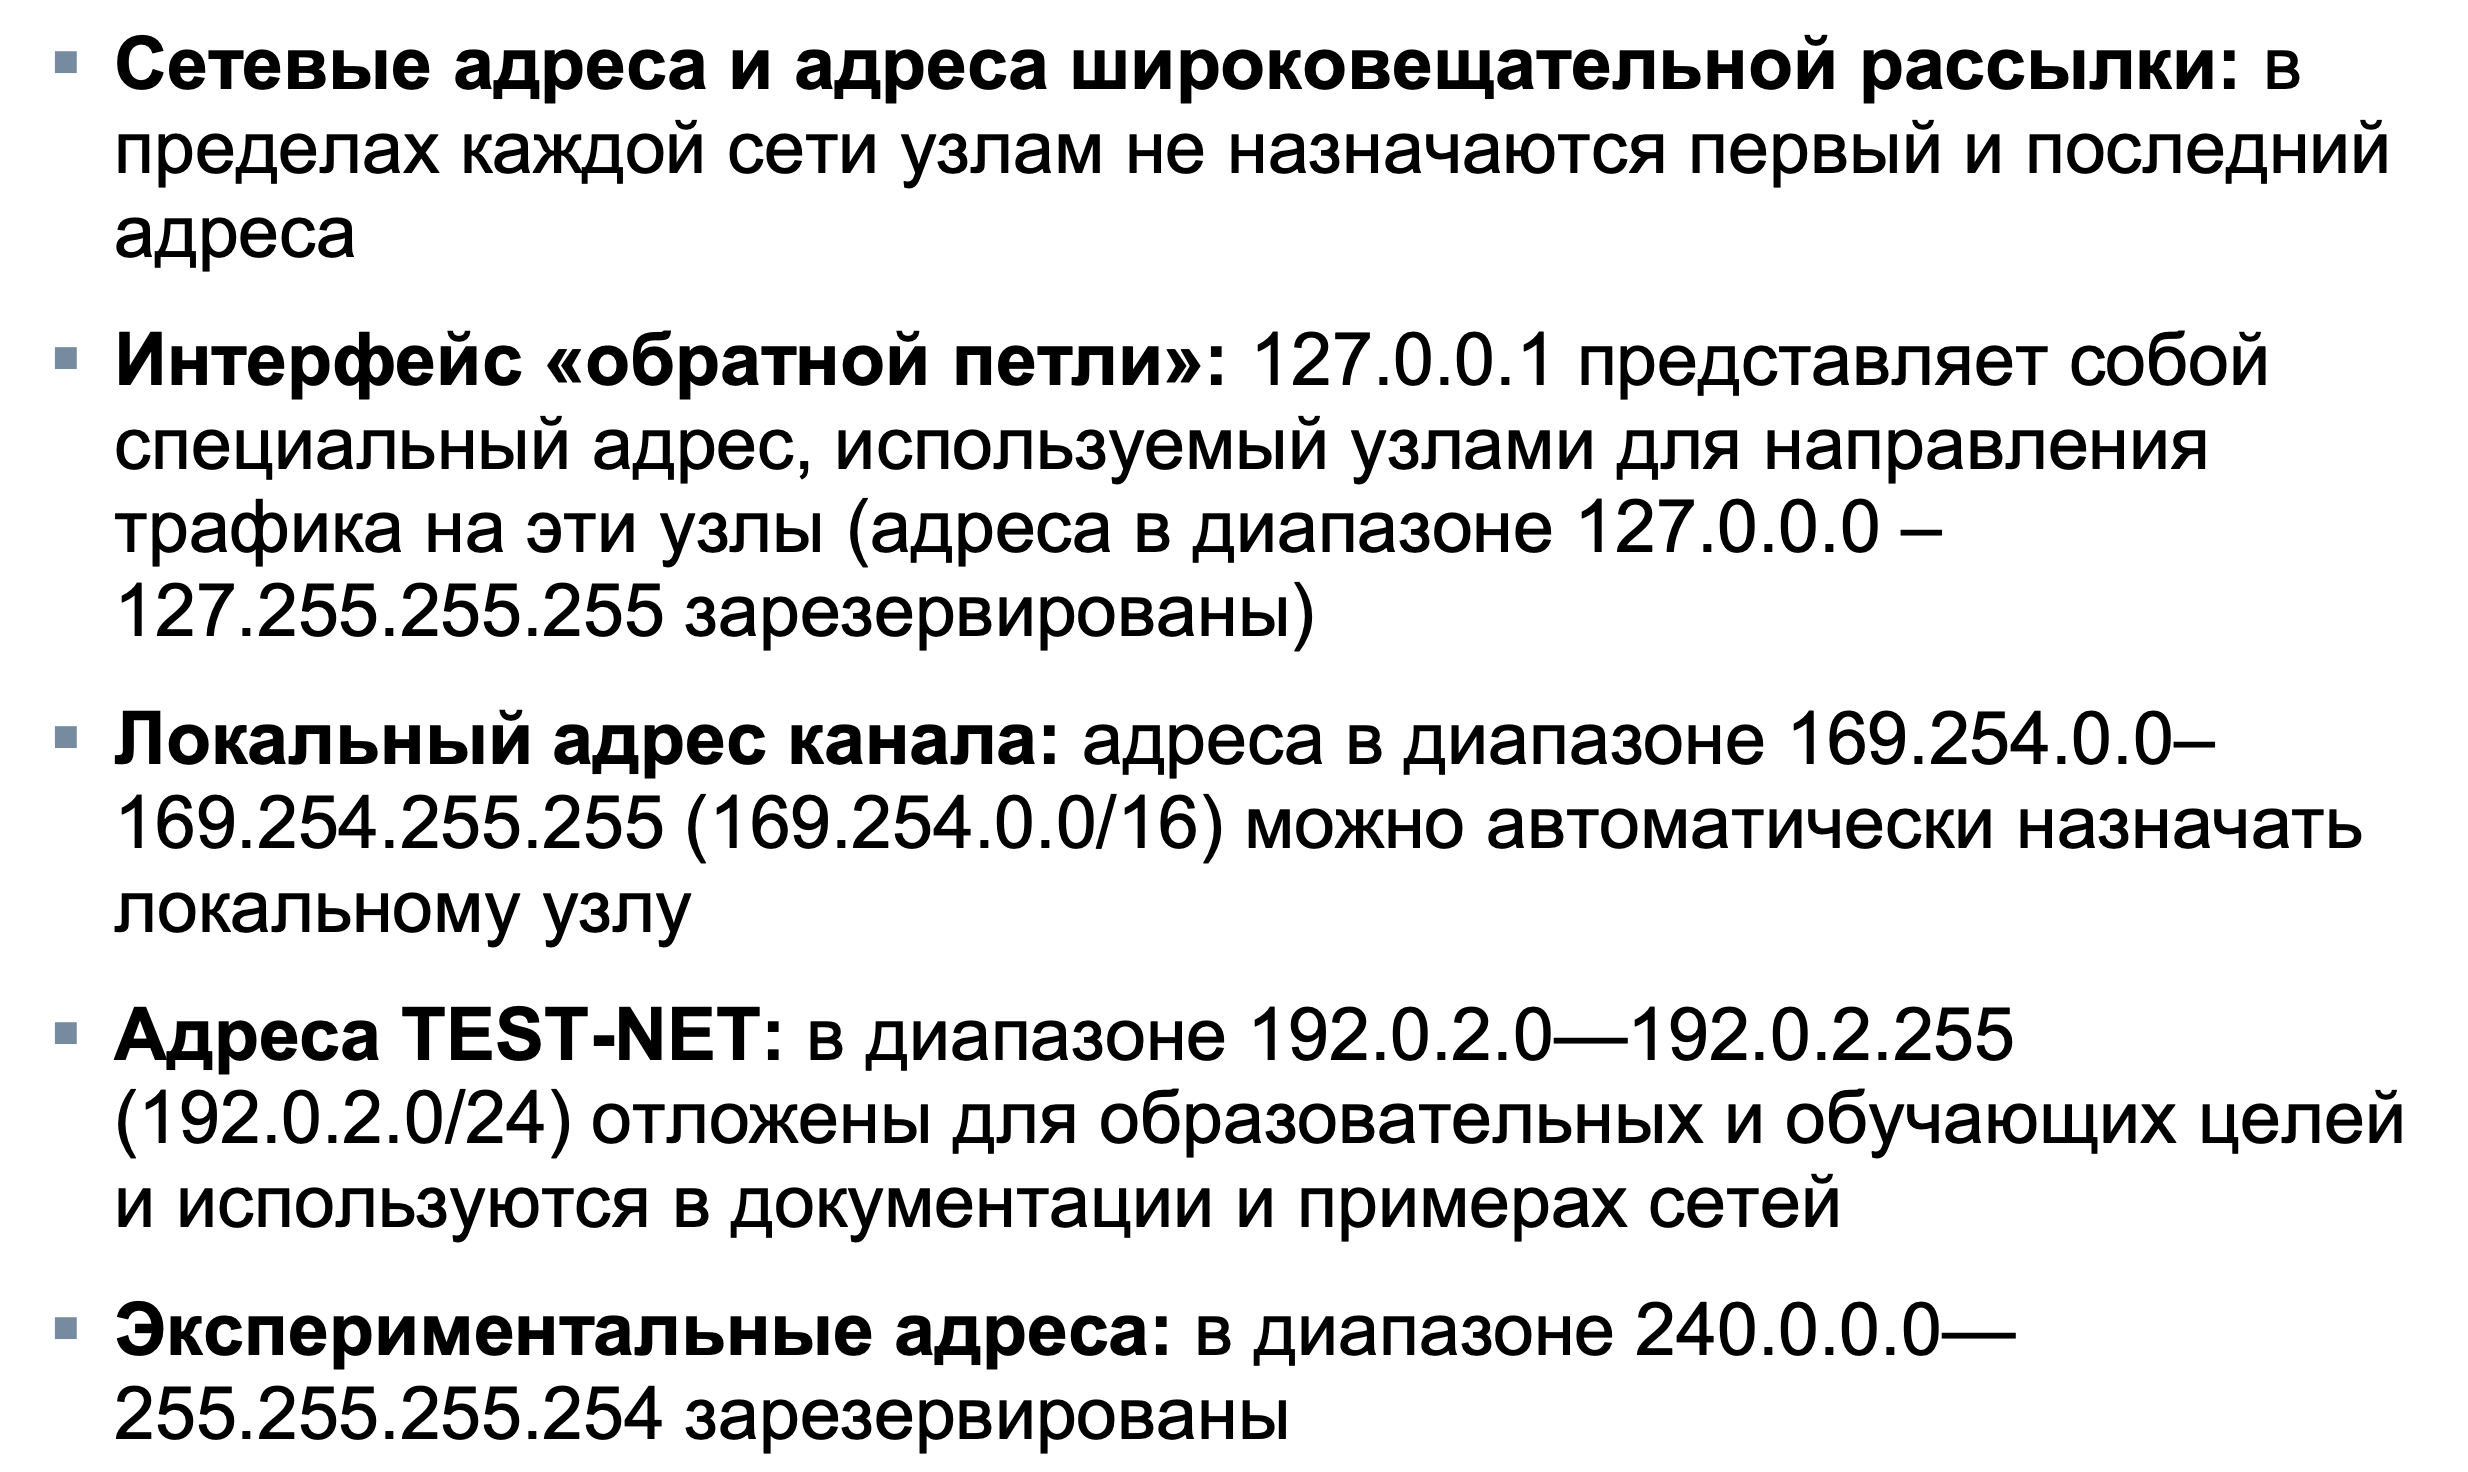 ▪ Сетевые адреса и адреса широковещательной рассылки: в
пределах каждой сети узлам не назначаются первый и последний
адреса
▪ Интерфейс «обратной петли»: 127.0.0.1 представляет собой
специальный адрес, используемый узлами для направления
трафика на эти узлы (адреса в диапазоне 127.0.0.0 –
127.255.255.255 зарезервированы)
▪ Локальный адрес канала: адреса в диапазоне 169.254.0.0–
169.254.255.255 (169.254.0.0/16) можно автоматически назначать
локальному узлу
▪ Адреса TEST-NET: в диапазоне 192.0.2.0—192.0.2.255
(192.0.2.0/24) отложены для образовательных и обучающих целей
и используются в документации и примерах сетей
▪ Экспериментальные адреса: в диапазоне 240.0.0.0—
255.255.255.254 зарезервированы